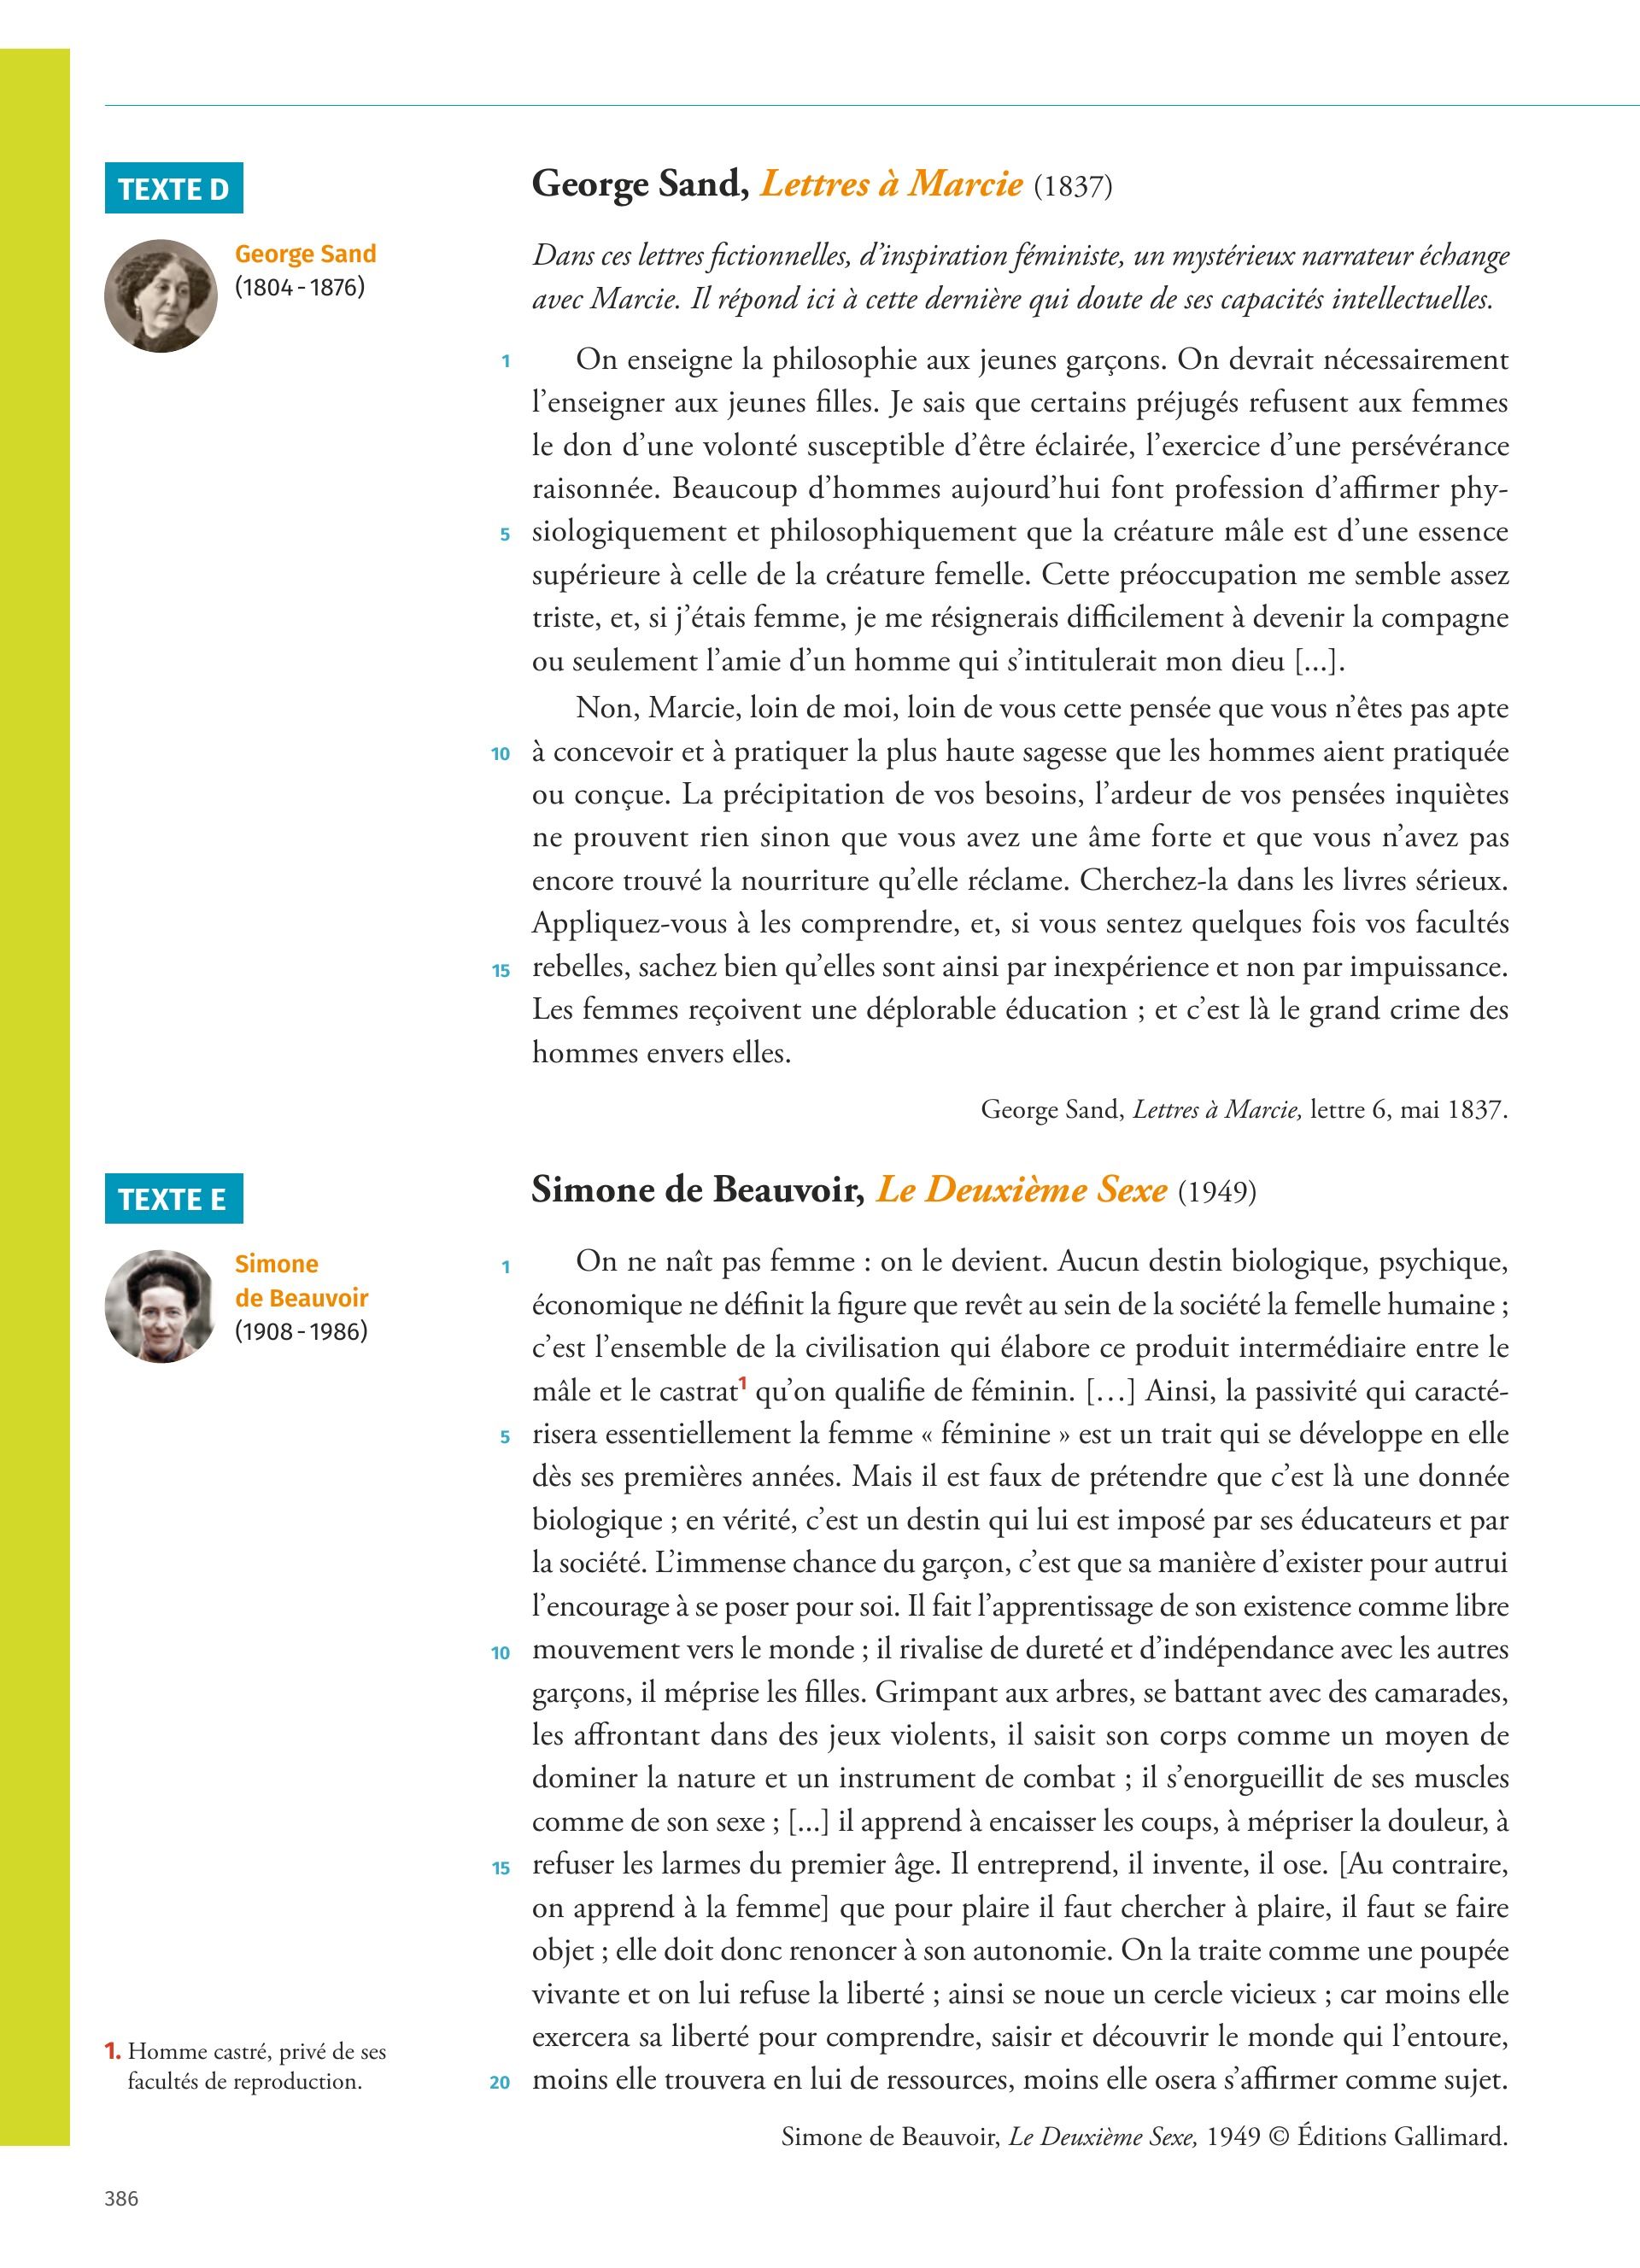 TEXTE D
George Sand
(1804 - 1876)
George Sand, Lettres à Marcie (1837)
Dans ces lettres fictionnelles, d’inspiration féministe, un mystérieux narrateur échange
avec Marcie. Il répond ici à cette dernière qui doute de ses capacités intellectuelles.
1 On enseigne la philosophie aux jeunes garçons. On devrait nécessairement
l’enseigner aux jeunes filles. Je sais que certains préjugés refusent aux femmes
le don d’une volonté susceptible d’être éclairée, l’exercice d’une persévérance
raisonnée. Beaucoup d’hommes aujourd’hui font profession d’affirmer phy-
5 siologiquement et philosophiquement que la créature mâle est d’une essence
supérieure à celle de la créature femelle. Cette préoccupation me semble assez
triste, et, si j’étais femme, je me résignerais difficilement à devenir la compagne
ou seulement l’amie d’un homme qui s’intitulerait mon dieu [...].
Non, Marcie, loin de moi, loin de vous cette pensée que vous n’êtes pas apte
10 à concevoir et à pratiquer la plus haute sagesse que les hommes aient pratiquée
ou conçue. La précipitation de vos besoins, l’ardeur de vos pensées inquiètes
ne prouvent rien sinon que vous avez une âme forte et que vous n’avez pas
encore trouvé la nourriture qu’elle réclame. Cherchez-la dans les livres sérieux.
Appliquez-vous à les comprendre, et, si vous sentez quelques fois vos facultés
15 rebelles, sachez bien qu’elles sont ainsi par inexpérience et non par impuissance.
Les femmes reçoivent une déplorable éducation ; et c’est là le grand crime des
hommes envers elles.
George Sand, Lettres à Marcie, lettre 6, mai 1837.
TEXTE E
Simone
de Beauvoir
(1908 - 1986)
Simone de Beauvoir, Le Deuxième Sexe (1949)
1 On ne naît pas femme : on le devient. Aucun destin biologique, psychique,
économique ne définit la figure que revêt au sein de la société la femelle humaine ;
c’est l’ensemble de la civilisation qui élabore ce produit intermédiaire entre le
mâle et le castrat1 qu’on qualifie de féminin. […] Ainsi, la passivité qui caracté-
5 risera essentiellement la femme « féminine » est un trait qui se développe en elle
dès ses premières années. Mais il est faux de prétendre que c’est là une donnée
biologique ; en vérité, c’est un destin qui lui est imposé par ses éducateurs et par
la société. L’immense chance du garçon, c’est que sa manière d’exister pour autrui
l’encourage à se poser pour soi. Il fait l’apprentissage de son existence comme libre
10 mouvement vers le monde ; il rivalise de dureté et d’indépendance avec les autres
garçons, il méprise les filles. Grimpant aux arbres, se battant avec des camarades,
les affrontant dans des jeux violents, il saisit son corps comme un moyen de
dominer la nature et un instrument de combat ; il s’enorgueillit de ses muscles
comme de son sexe ; [...] il apprend à encaisser les coups, à mépriser la douleur, à
15 refuser les larmes du premier âge. Il entreprend, il invente, il ose. [Au contraire,
on apprend à la femme] que pour plaire il faut chercher à plaire, il faut se faire
objet ; elle doit donc renoncer à son autonomie. On la traite comme une poupée
vivante et on lui refuse la liberté ; ainsi se noue un cercle vicieux ; car moins elle
exercera sa liberté pour comprendre, saisir et découvrir le monde qui l’entoure,
20 moins elle trouvera en lui de ressources, moins elle osera s’affirmer comme sujet.
Simone de Beauvoir, Le Deuxième Sexe, 1949 © Éditions Gallimard.
1. Homme castré, privé de ses
facultés de reproduction.
386